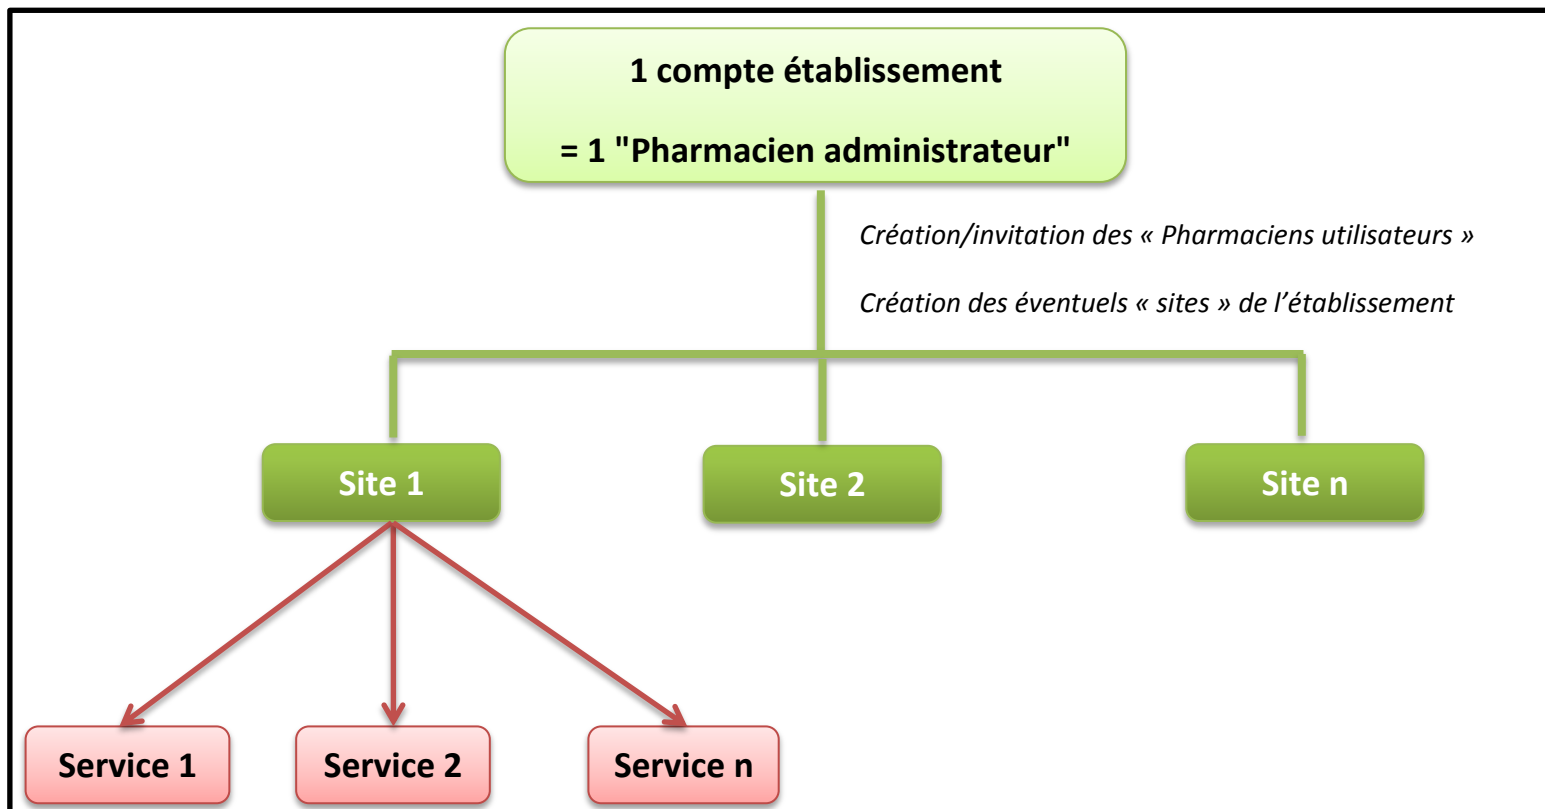 1 compte établissement
= 1 "Pharmacien administrateur"
Création/invitation des « Pharmaciens utilisateurs »
Création des éventuels « sites » de l’établissement
Site 1
Site 2
Site n
Service 1
Service 2
Service n